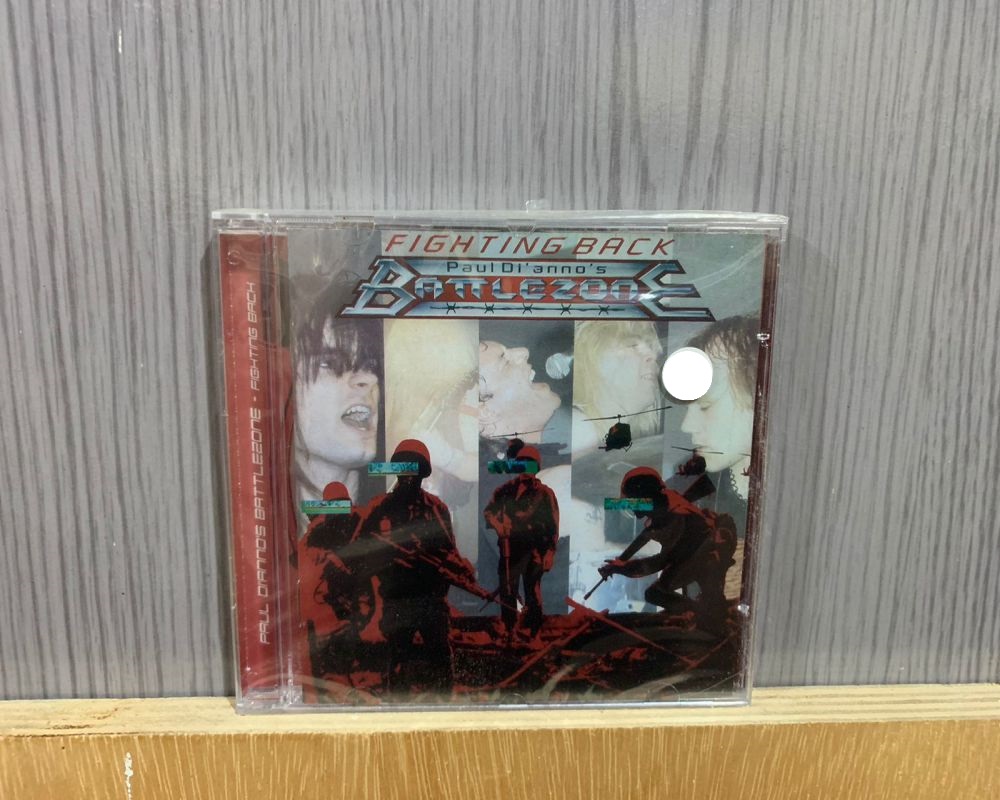 FIGHTING BACK
Paul Di'anno's
BATTLEZONE
PAUL DI'ANNO'S BATTLEZONE - FIGHTING BACK